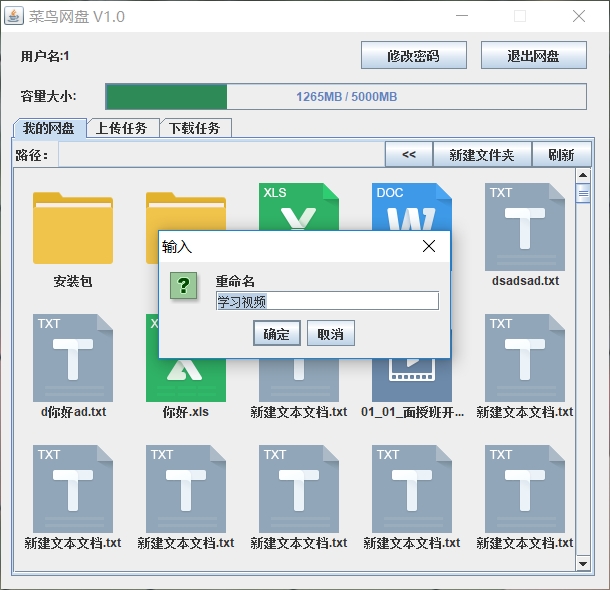 菜鸟网盘 V1.0
用户名:1
修改密码
退出网盘
容量大小:
1265MB / 5000MB
我的网盘
上传任务
下载任务
路径：
<<
新建文件夹
刷新
XLS
DOC
TXT
安装包
dsadsad.txt
输入
?
重命名
学习视频
确定
取消
TXT
TXT
d你好ad.txt
你好.xls
新建文本文档.txt
01_01_面授班开...
新建文本文档.txt
TXT
TXT
TXT
TXT
TXT
新建文本文档.txt
新建文本文档.txt
新建文本文档.txt
新建文本文档.txt
新建文本文档.txt